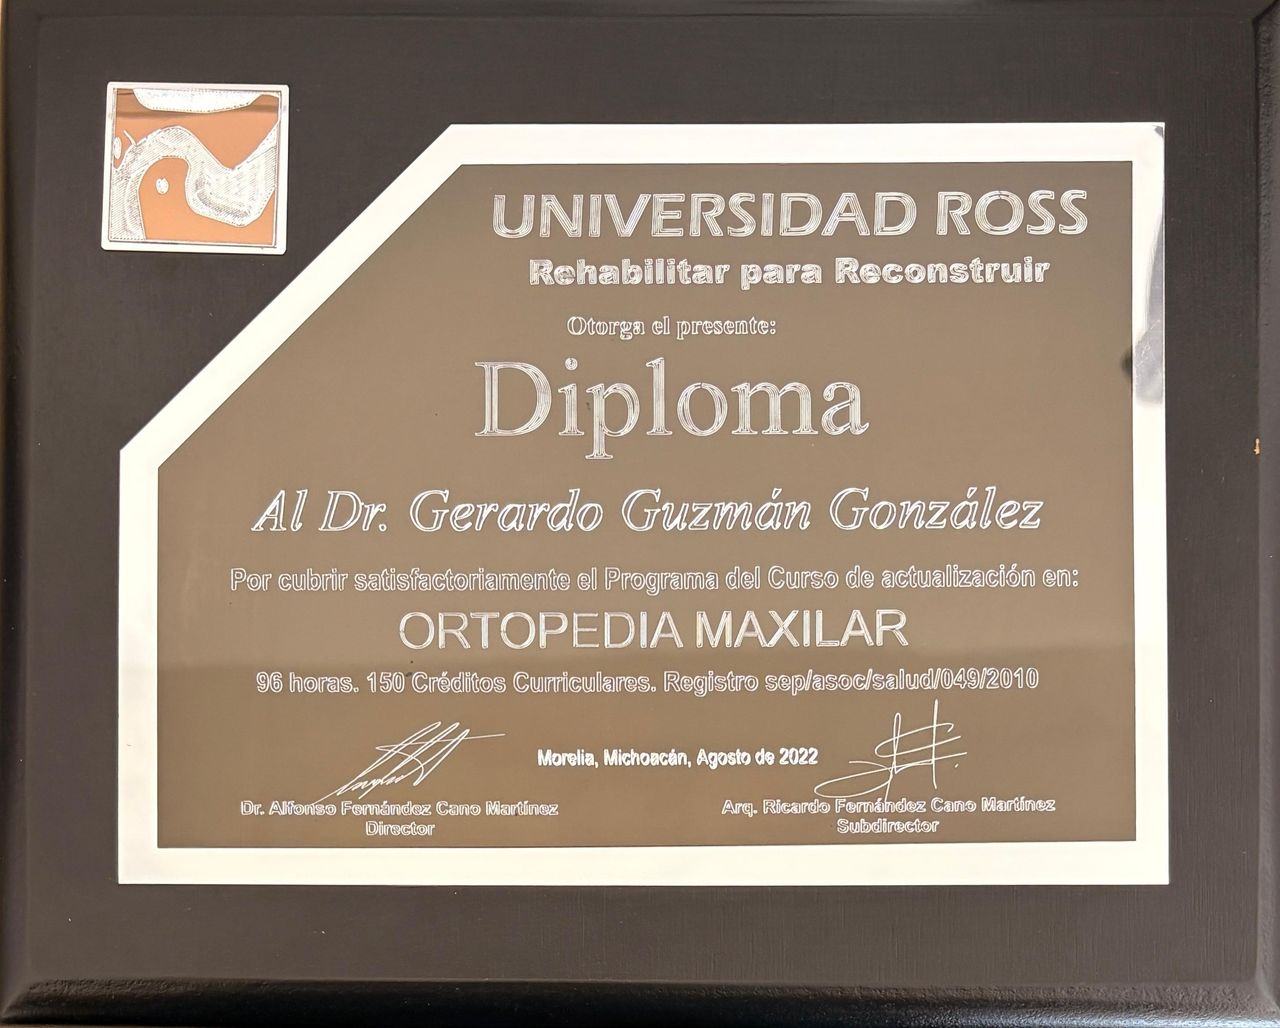 UNIVERSIDAD ROSS
Rehabilitar para Reconstruir
Otorga el presente:
Diploma
Al Dr. Gerardo Guzmán González
Por cubrir satisfactoriamente el Programa del Curso de actualización en:
ORTOPEDIA MAXILAR
96 horas. 150 Créditos Curriculares. Registro sep/asoc/salud/049/2010
Morelia, Michoacán, Agosto de 2022
Dr. Alfonso Fernández Cano Martínez
Director
Arq. Ricardo Fernández Cano Martínez
Subdirector